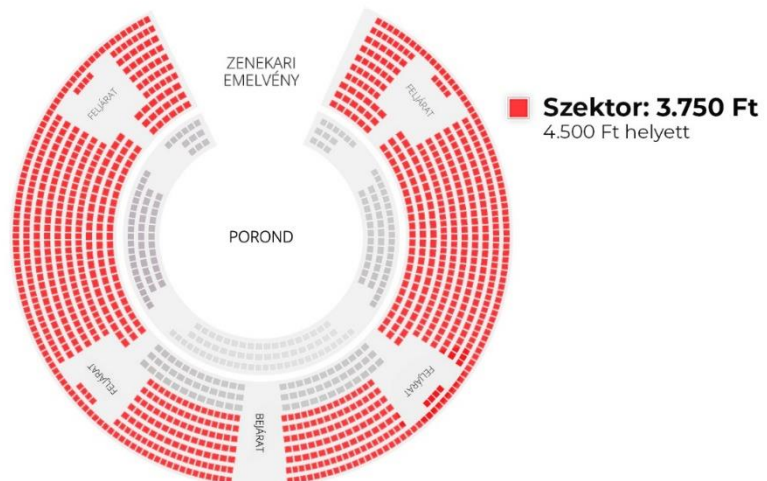 ZENEKARI
EMELVÉNY
FELJÁRAT
FELJÁRAT
Szektor: 3.750 Ft
4.500 Ft helyett
POROND
FELJÁRAT
FELJÁRAT
BEJÁRAT